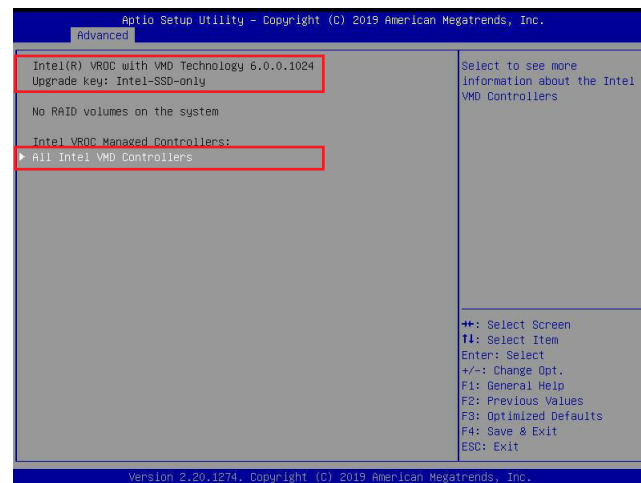 Aptio Setup Utility – Copyright (C) 2019 American Megatrends, Inc.
Advanced
Intel(R) VROC with VMD Technology 6.0.0.1024
Upgrade key: Intel-SSD-only
No RAID volumes on the system
Intel VROC Managed Controllers:
All Intel VMD Controllers
Select to see more
information about the Intel
VMD Controllers
→←: Select Screen
↑↓: Select Item
Enter: Select
+/-: Change Opt.
F1: General Help
F2: Previous Values
F3: Optimized Defaults
F4: Save & Exit
ESC: Exit
Version 2.20.1274. Copyright (C) 2019 American Megatrends, Inc.